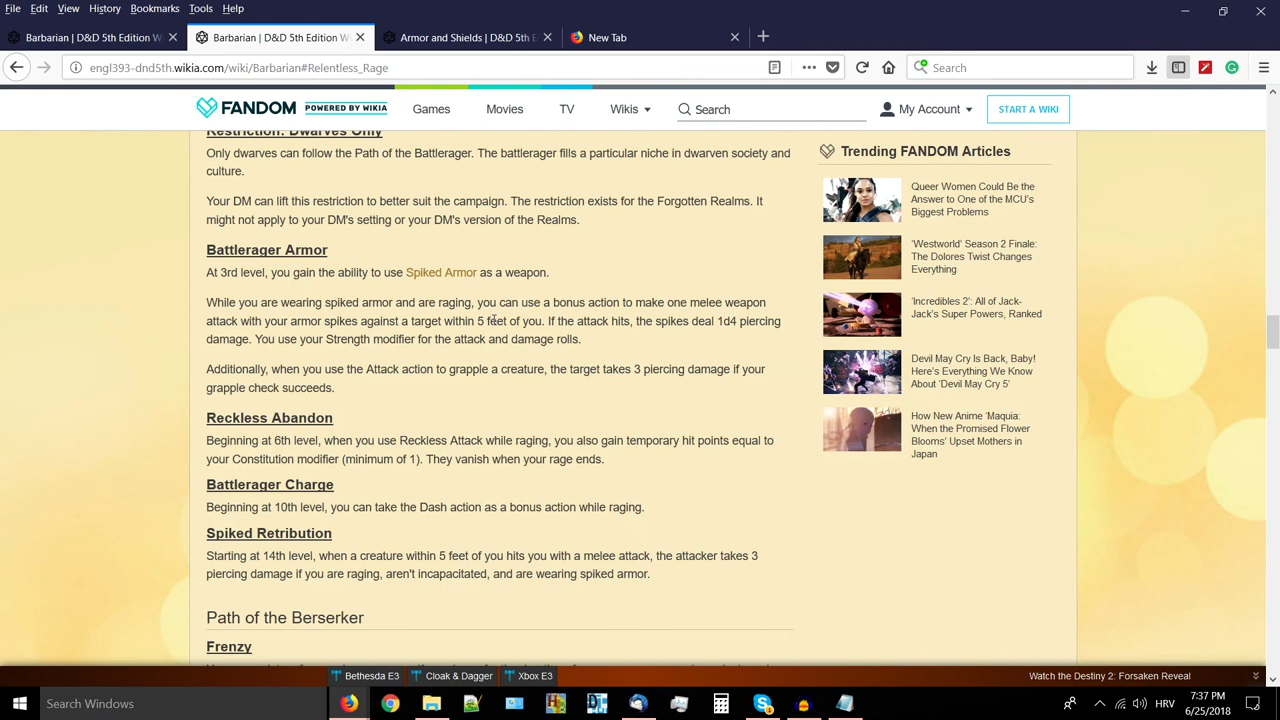 File Edit View History Bookmarks Tools Help
Barbarian | D&D 5th Edition W
Barbarian | D&D 5th Edition W
Armor and Shields | D&D 5th E
New Tab
engl393-dnd5th.wikia.com/wiki/Barbarian#Relentless_Rage
Search
FANDOM POWERED BY WIKIA
Games Movies TV Wikis Search My Account START A WIKI
Restriction: Dwarves Only
Only dwarves can follow the Path of the Battlerager. The battlerager fills a particular niche in dwarven society and
culture.
Your DM can lift this restriction to better suit the campaign. The restriction exists for the Forgotten Realms. It
might not apply to your DM's setting or your DM's version of the Realms.
Battlerager Armor
At 3rd level, you gain the ability to use Spiked Armor as a weapon.
While you are wearing spiked armor and are raging, you can use a bonus action to make one melee weapon
attack with your armor spikes against a target within 5 feet of you. If the attack hits, the spikes deal 1d4 piercing
damage. You use your Strength modifier for the attack and damage rolls.
Additionally, when you use the Attack action to grapple a creature, the target takes 3 piercing damage if your
grapple check succeeds.
Reckless Abandon
Beginning at 6th level, when you use Reckless Attack while raging, you also gain temporary hit points equal to
your Constitution modifier (minimum of 1). They vanish when your rage ends.
Battlerager Charge
Beginning at 10th level, you can take the Dash action as a bonus action while raging.
Spiked Retribution
Starting at 14th level, when a creature within 5 feet of you hits you with a melee attack, the attacker takes 3
piercing damage if you are raging, aren't incapacitated, and are wearing spiked armor.
Path of the Berserker
Frenzy
Trending FANDOM Articles
Queer Women Could Be the
Answer to One of the MCU's
Biggest Problems
'Westworld' Season 2 Finale:
The Dolores Twist Changes
Everything
'Incredibles 2': All of Jack-
Jack's Super Powers, Ranked
Devil May Cry Is Back, Baby!
Here's Everything We Know
About 'Devil May Cry 5'
How New Anime 'Maquia:
When the Promised Flower
Blooms' Upset Mothers in
Japan
Bethesda E3 Cloak & Dagger Xbox E3 Watch the Destiny 2: Forsaken Reveal
Search Windows
HRV
7:37 PM
6/25/2018